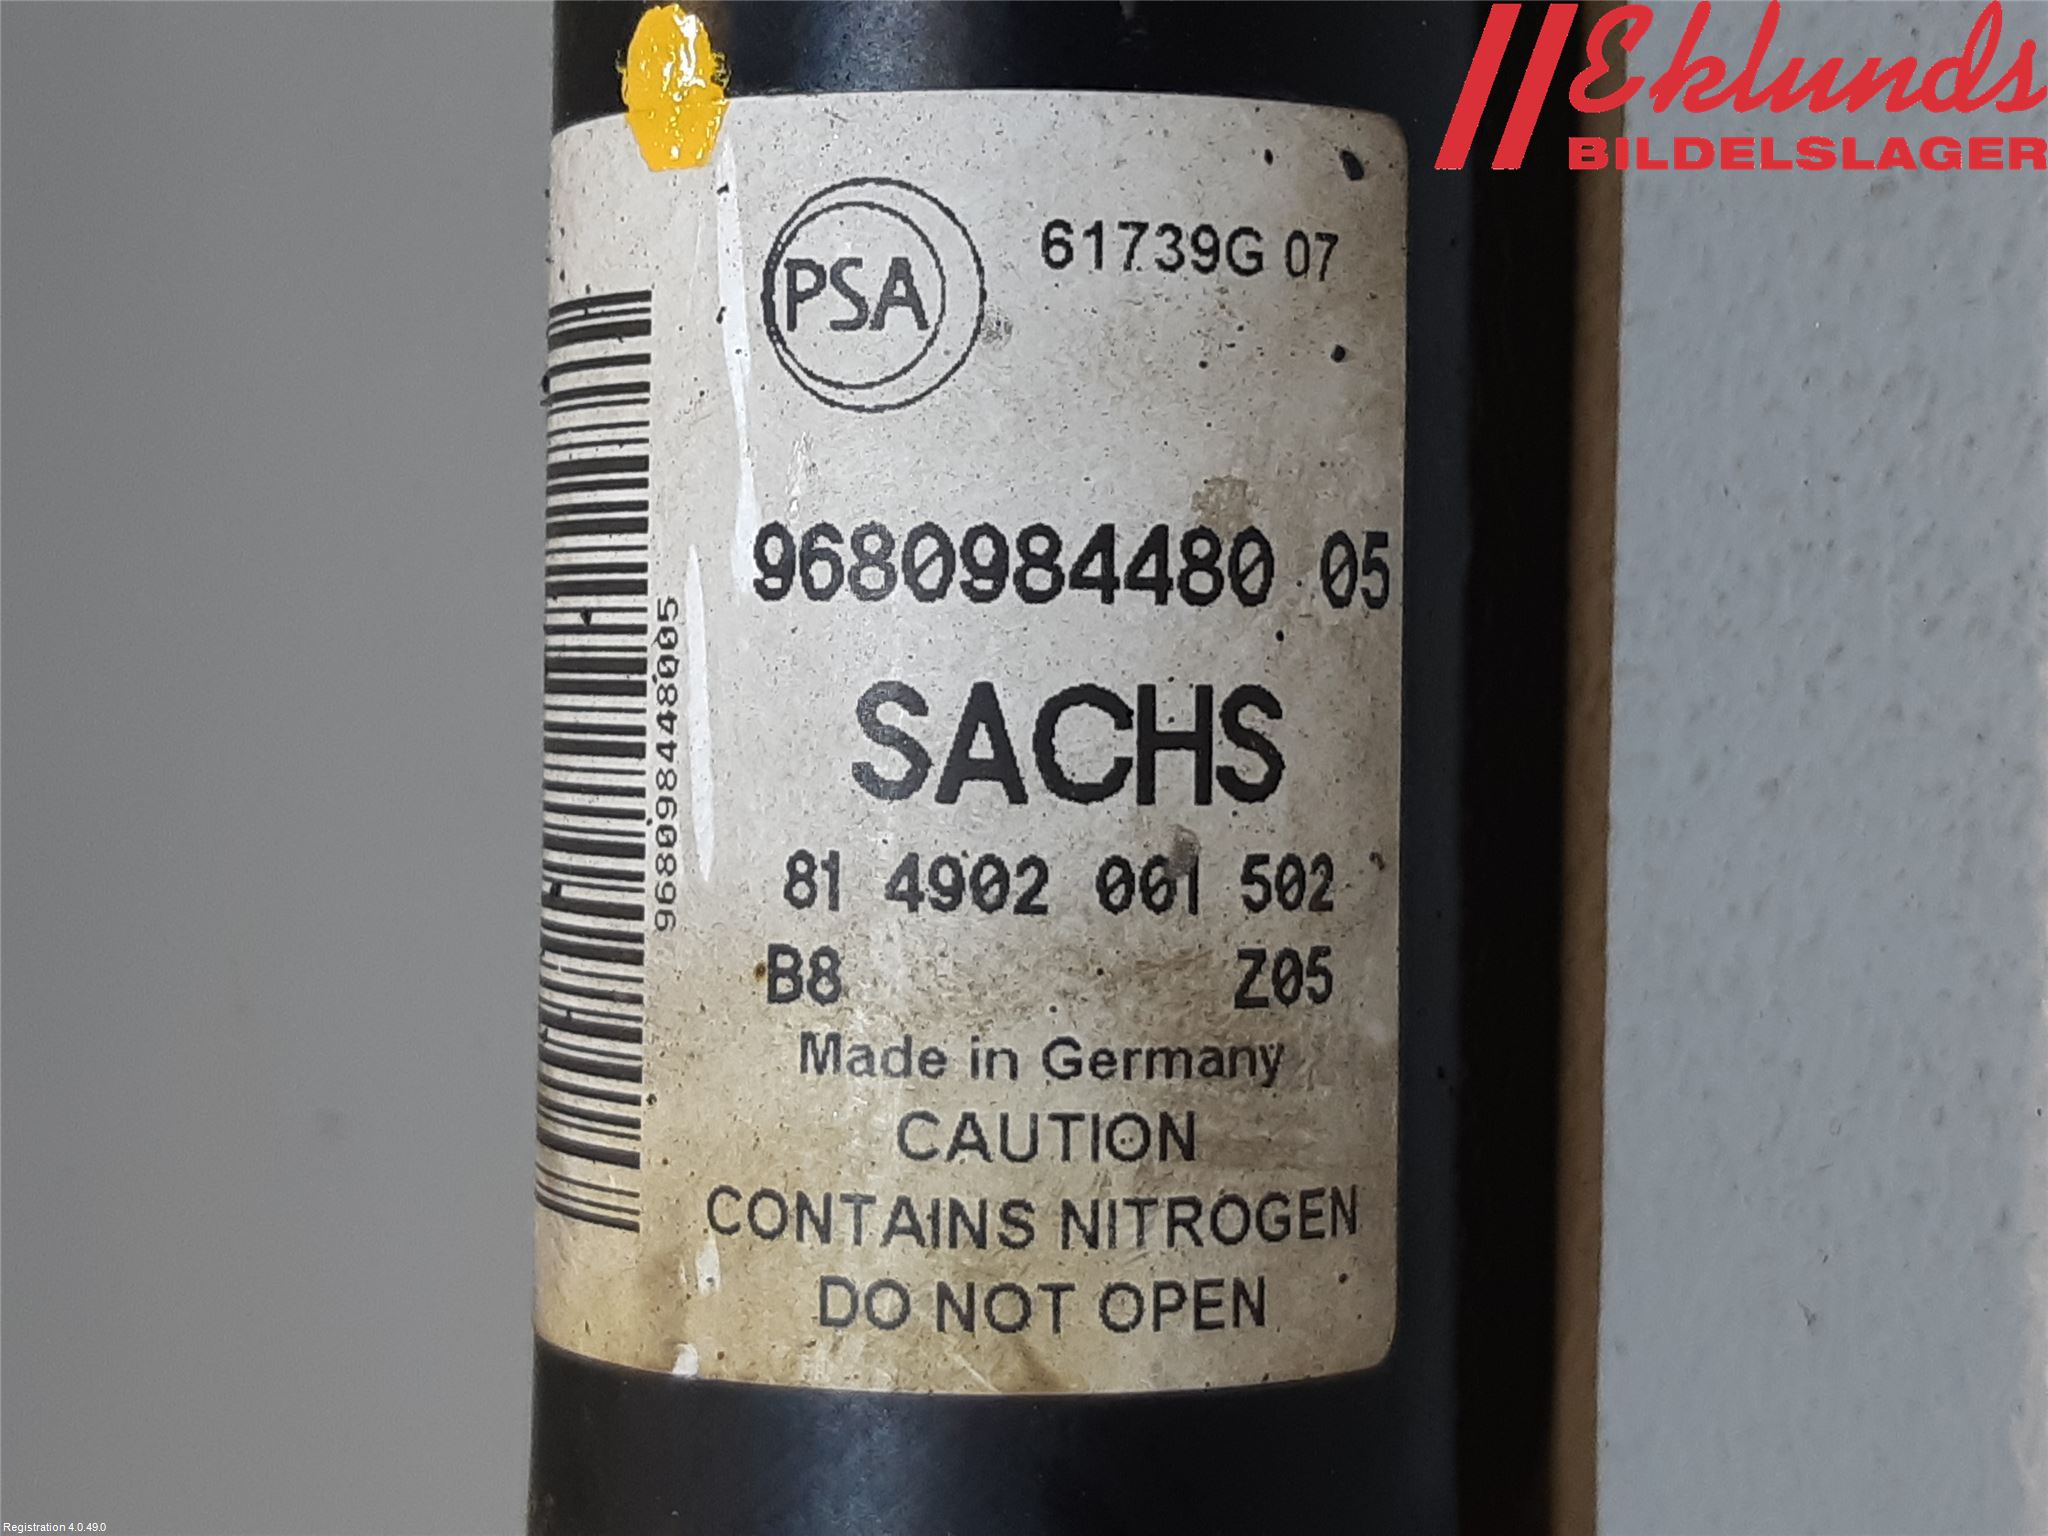 Eklunds
BILDELSLAGER
PSA
61739G 07
9680984480 05
968098448005
SACHS
81 4902 001 502
B8 Z05
Made in Germany
CAUTION
CONTAINS NITROGEN
DO NOT OPEN
Registration 4.0.49.0